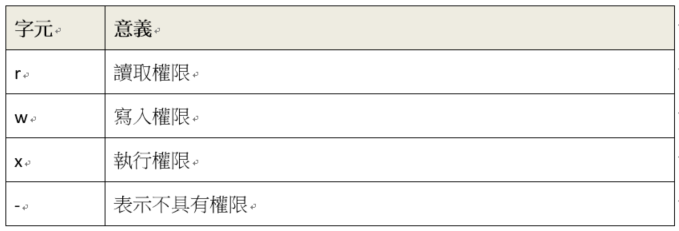 字元 意義
r 讀取權限
w 寫入權限
x 執行權限
- 表示不具有權限